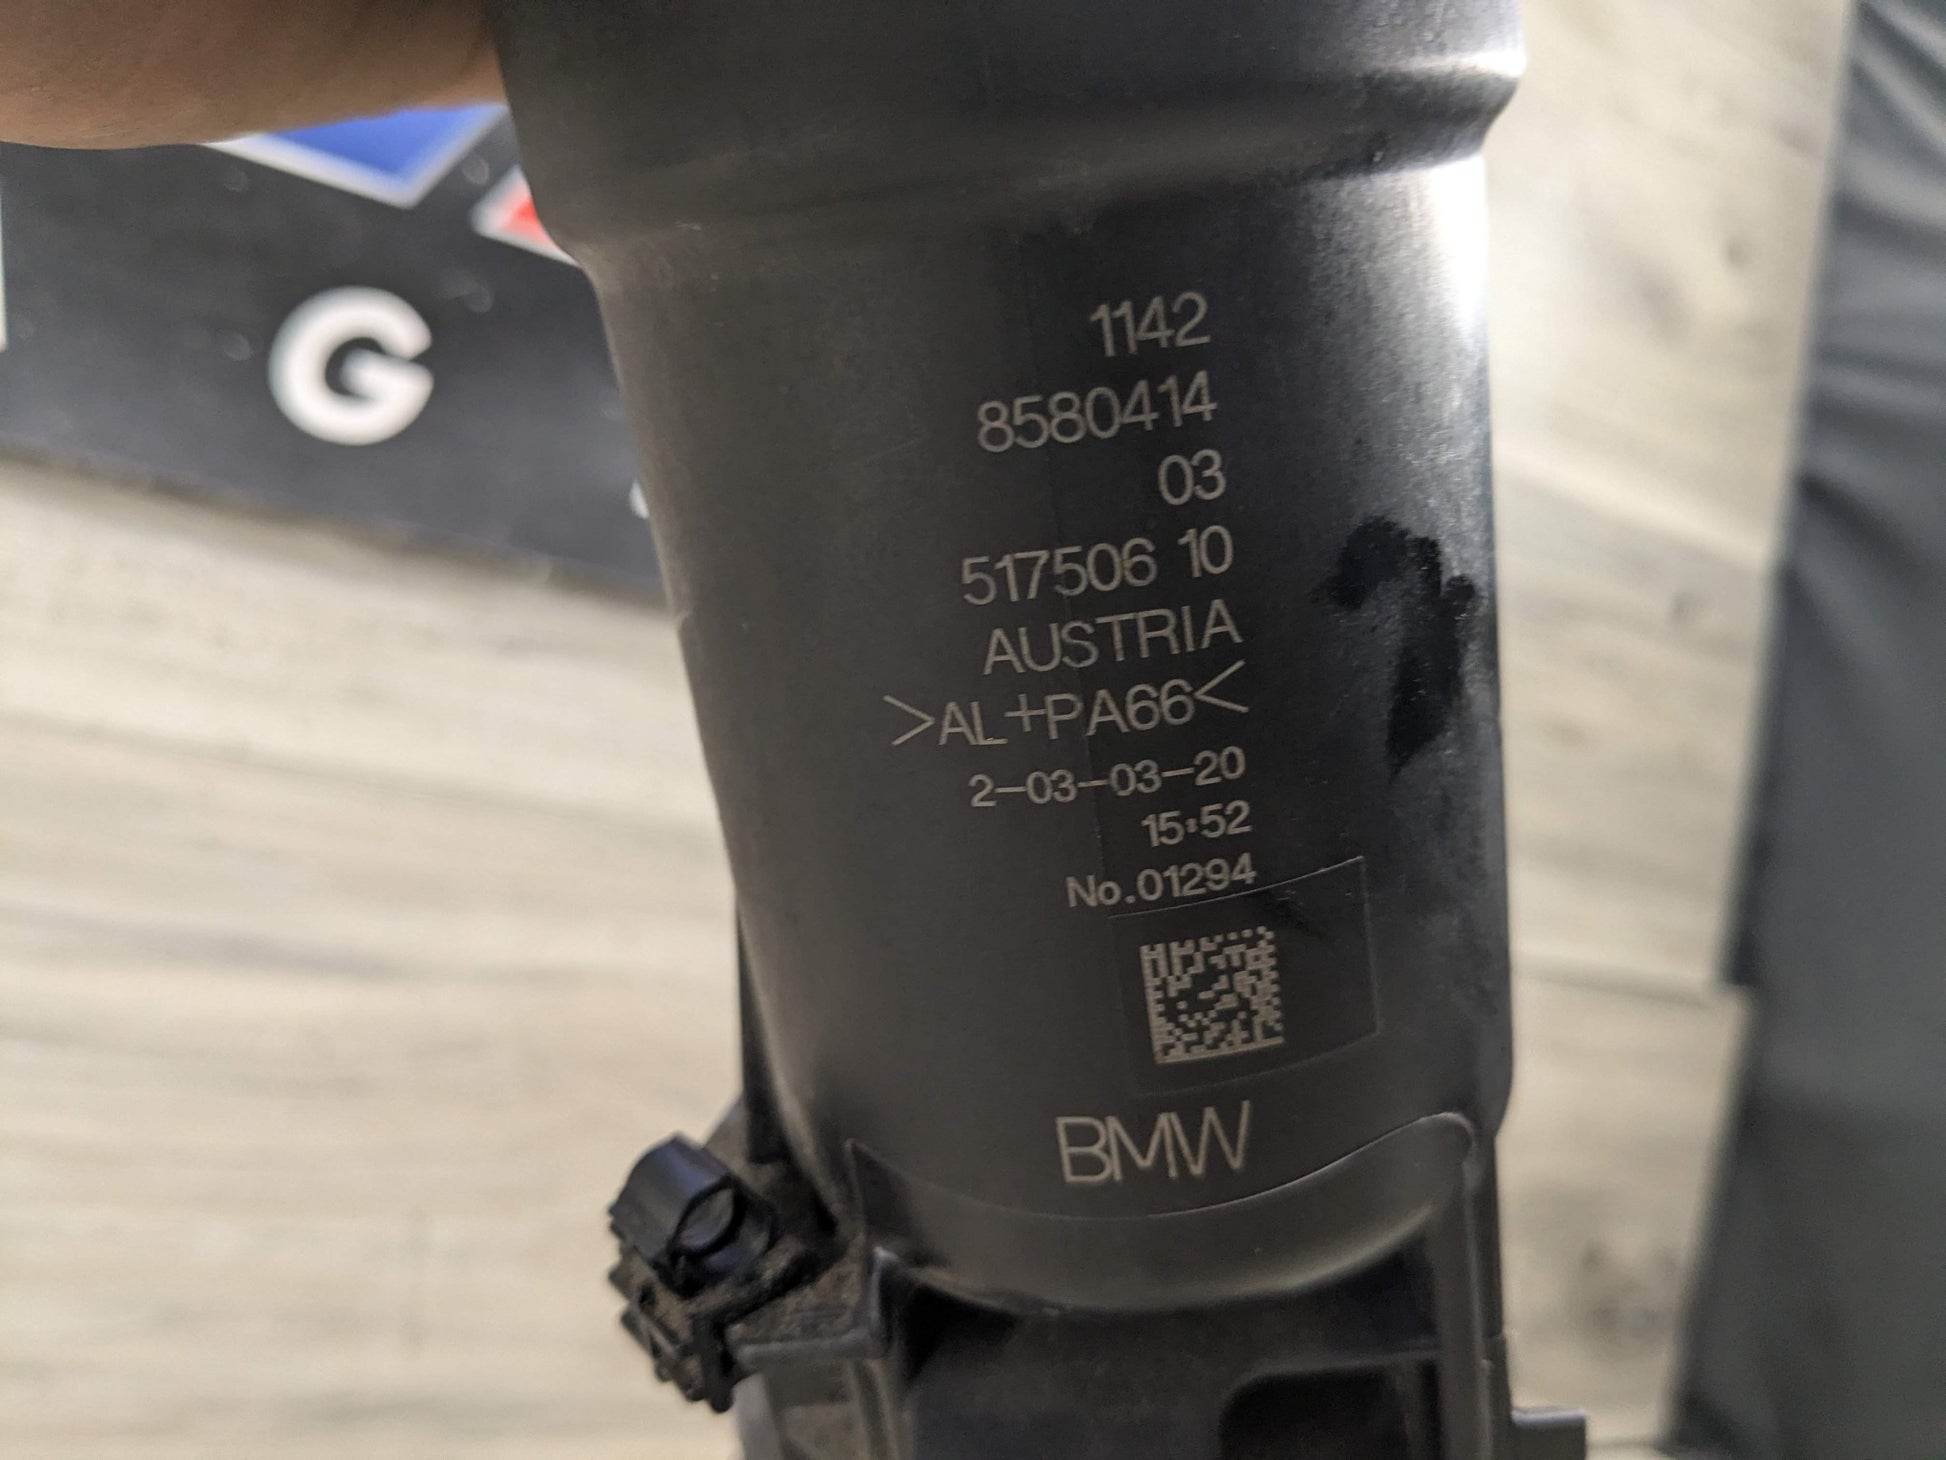 G
1142
8580414
03
517506 10
AUSTRIA
>AL+PA66<
2-03-03-20
15:52
No.01294
BMW